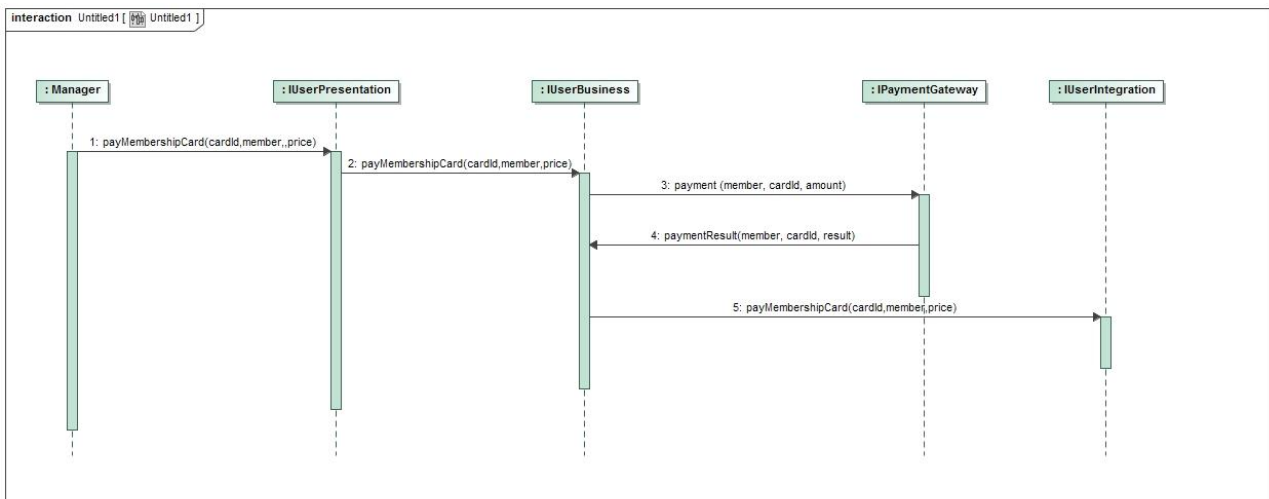 interaction Untitled1 [ Untitled1 ]
: Manager
: IUserPresentation
: IUserBusiness
: IPaymentGateway
: IUserIntegration
1: payMembershipCard(cardId,member,,price)
2: payMembershipCard(cardId,member,price)
3: payment (member, cardId, amount)
4: paymentResult(member, cardId, result)
5: payMembershipCard(cardId,member,price)